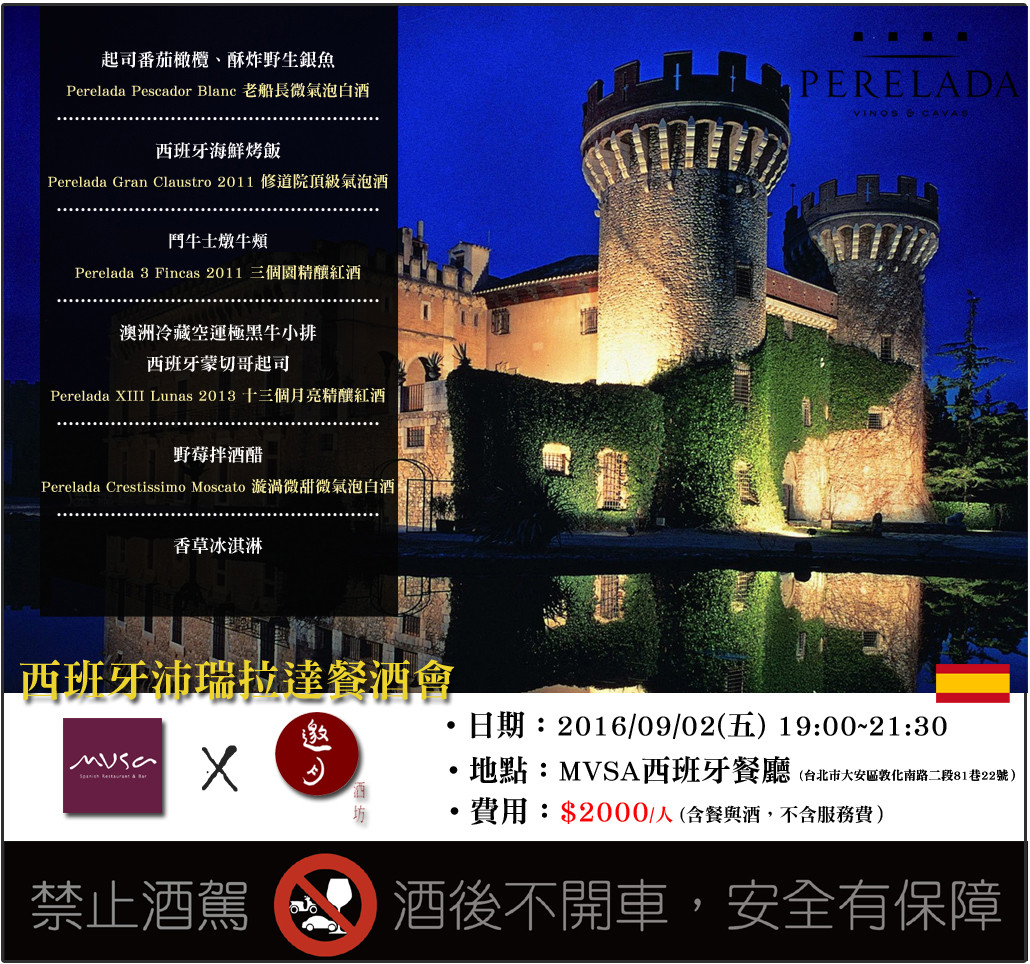 起司番茄橄欖、酥炸野生銀魚
Perelada Pescador Blanc 老船長微氣泡白酒
西班牙海鮮烤飯
Perelada Gran Claustro 2011 修道院頂級氣泡酒
鬥牛士燉牛頰
Perelada 3 Fincas 2011 三個園精釀紅酒
澳洲冷藏空運極黑牛小排
西班牙蒙切哥起司
Perelada XIII Lunas 2013 十三個月亮精釀紅酒
野莓拌酒醋
Perelada Crestissimo Moscato 漩渦微甜微氣泡白酒
香草冰淇淋
PERELADA
VINOS & CAVAS
西班牙沛瑞拉達餐酒會
MVSA
Spanish Restaurant & Bar
X
邀月
酒坊
・日期：2016/09/02(五) 19:00~21:30
・地點：MVSA西班牙餐廳 (台北市大安區敦化南路二段81巷22號)
・費用：$2000/人 (含餐與酒，不含服務費)
禁止酒駕
酒後不開車，安全有保障